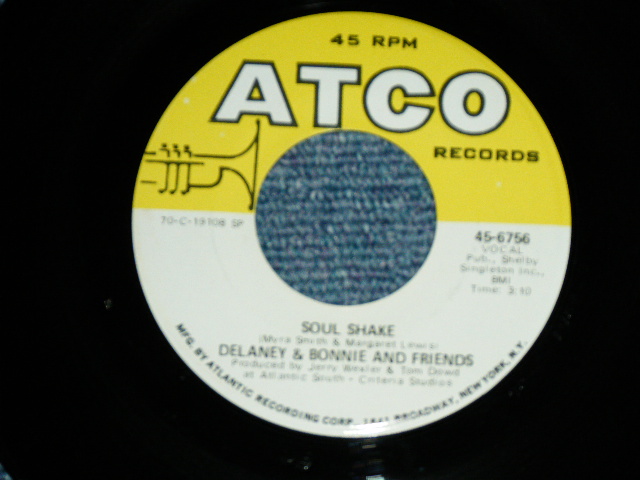 45 RPM
ATCO
RECORDS
70-C-19108 SP
45-6756
VOCAL
Pub., Shelby
Singleton Inc.,
BMI
Time: 3:10
SOUL SHAKE
(Myra Smith & Margaret Lewis)
DELANEY & BONNIE AND FRIENDS
Produced by Jerry Wexler & Tom Dowd
at Atlantic South - Criteria Studios
MFG. BY ATLANTIC RECORDING CORP., 1841 BROADWAY, NEW YORK, N.Y.